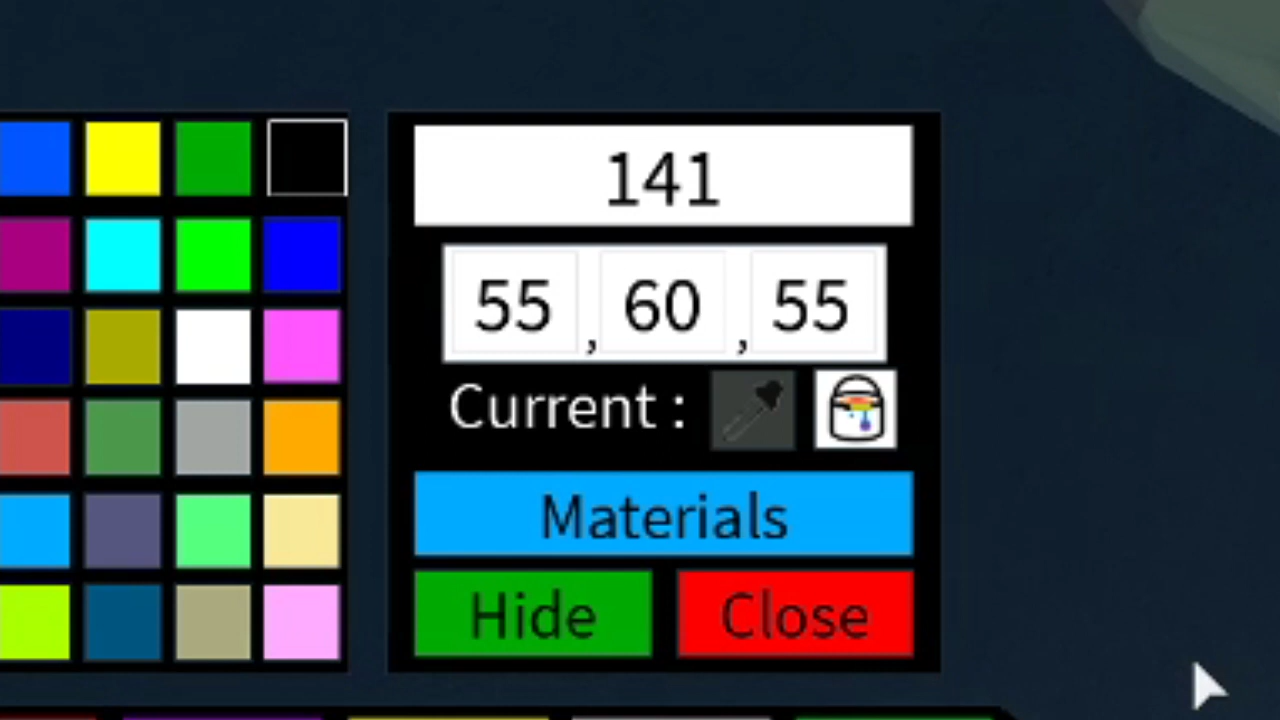 141
55 , 60 , 55
Current :
Materials
Hide Close